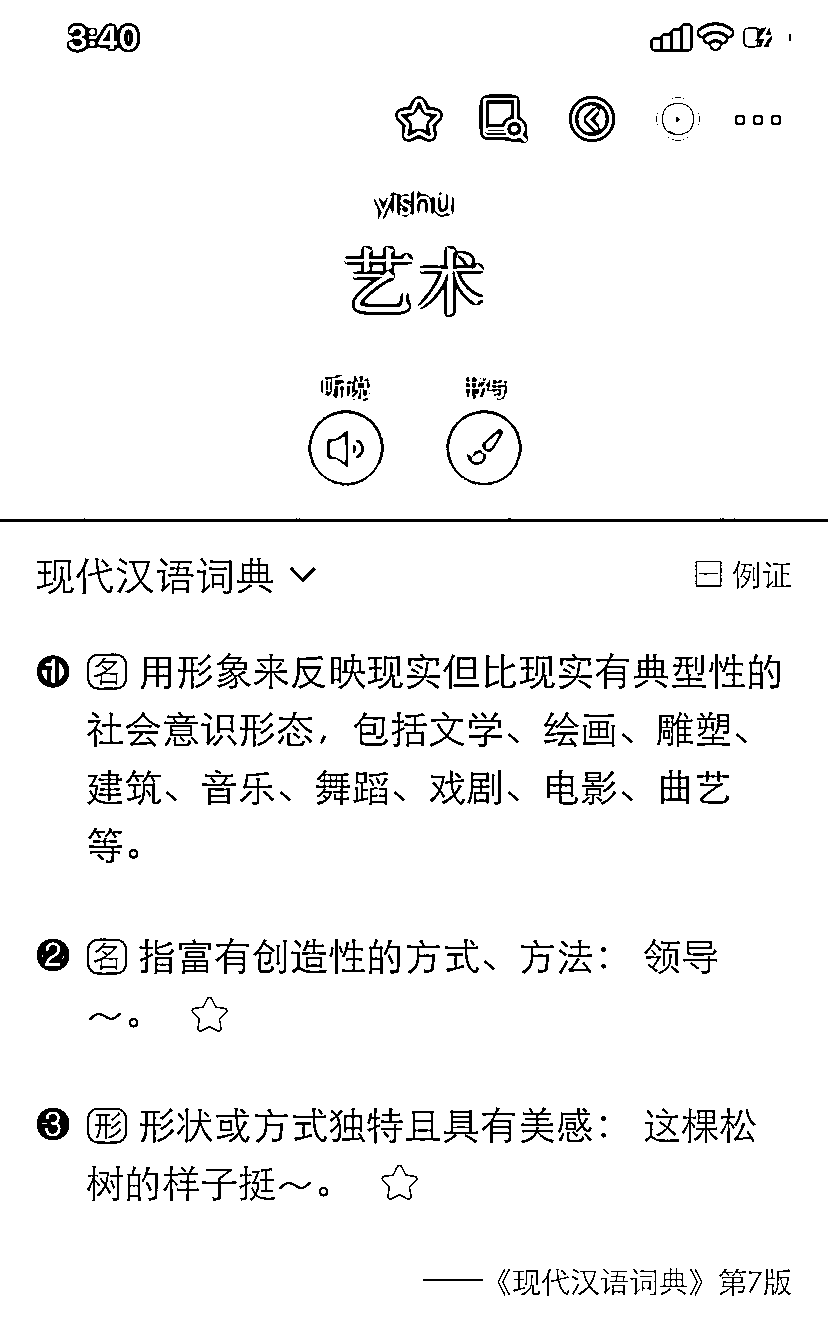 3:40
yìshù
艺术
听说
书写
现代汉语词典
例证
❶ 名 用形象来反映现实但比现实有典型性的
社会意识形态，包括文学、绘画、雕塑、
建筑、音乐、舞蹈、戏剧、电影、曲艺
等。
❷ 名 指富有创造性的方式、方法： 领导
～。
❸ 形 形状或方式独特且具有美感： 这棵松
树的样子挺～。
——《现代汉语词典》第7版